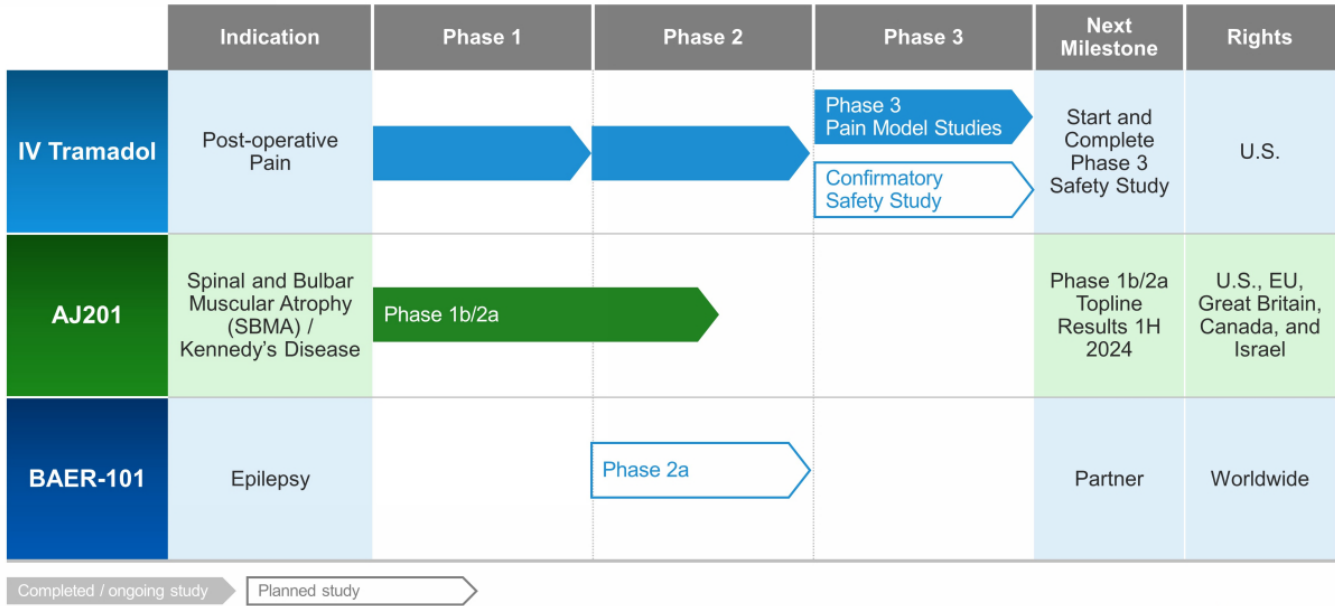 Indication
Phase 1
Phase 2
Phase 3
Next
Milestone
Rights
IV Tramadol
Post-operative
Pain
Phase 3
Pain Model Studies
Confirmatory
Safety Study
Start and
Complete
Phase 3
Safety Study
U.S.
AJ201
Spinal and Bulbar
Muscular Atrophy
(SBMA) /
Kennedy's Disease
Phase 1b/2a
Phase 1b/2a
Topline
Results 1H
2024
U.S., EU,
Great Britain,
Canada, and
Israel
BAER-101
Epilepsy
Phase 2a
Partner
Worldwide
Completed / ongoing study
Planned study